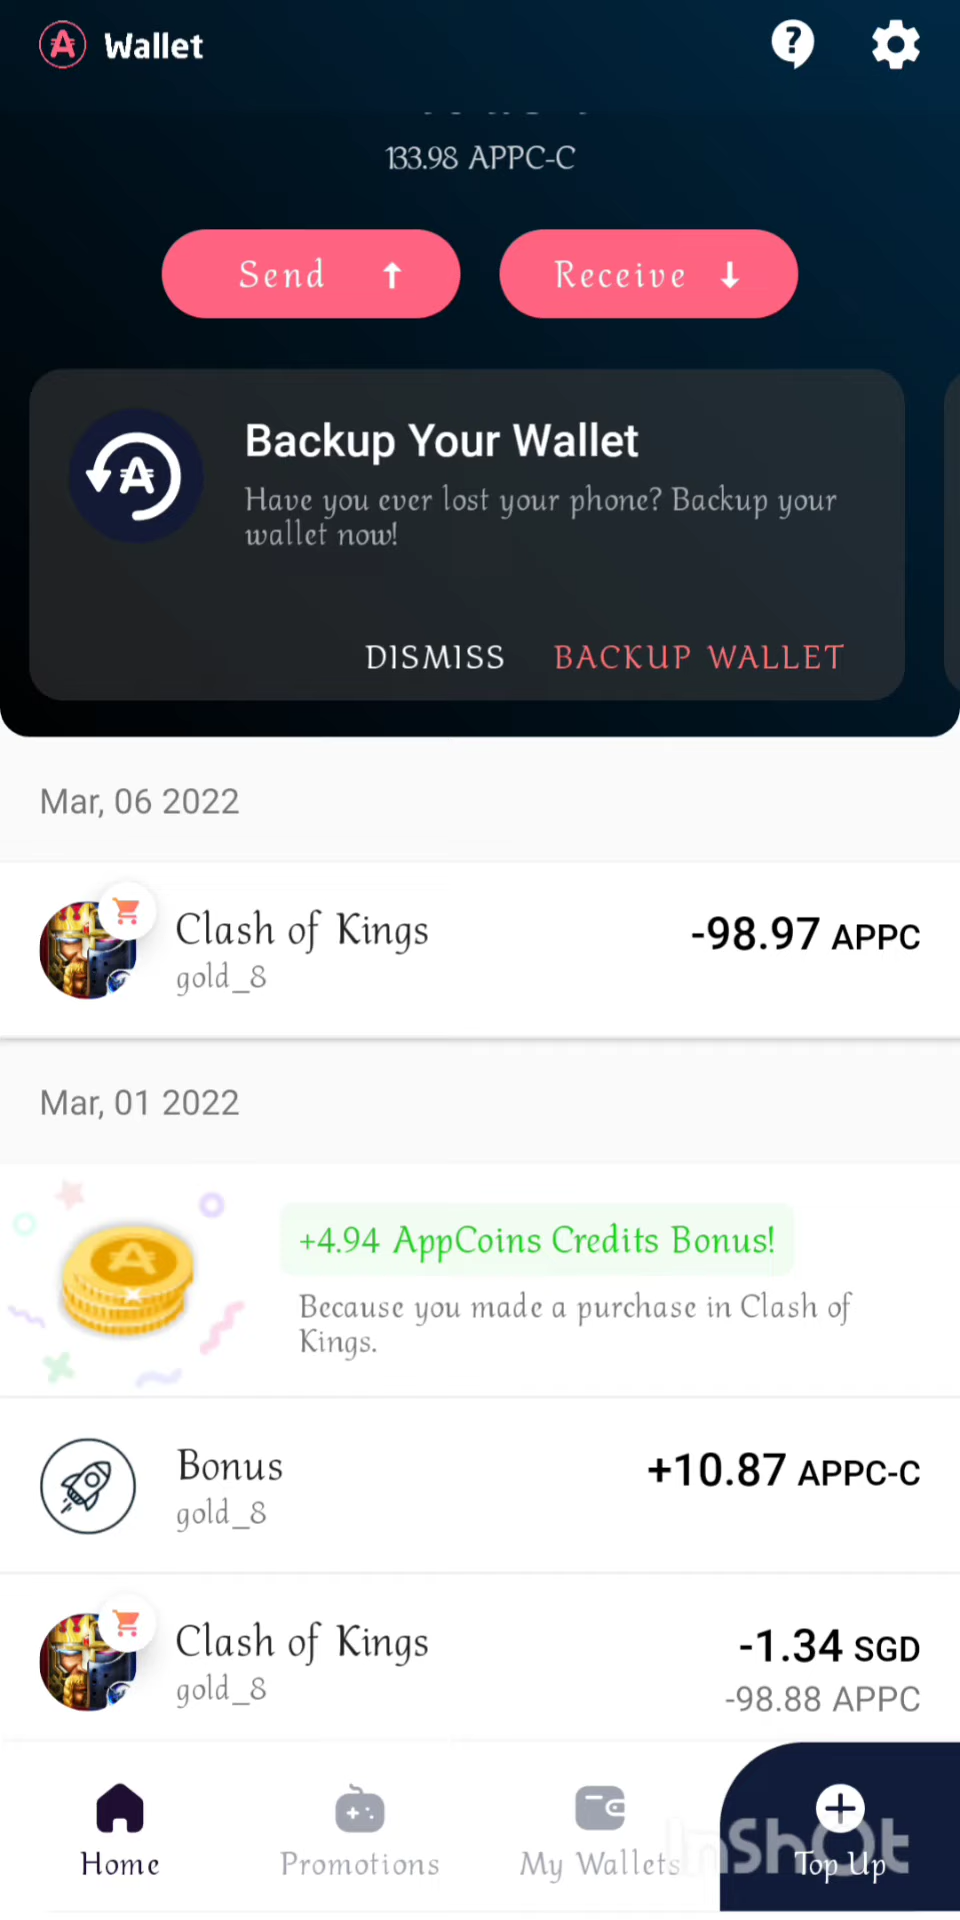 Wallet
133.98 APPC-C
Send
Receive
Backup Your Wallet
Have you ever lost your phone? Backup your
wallet now!
DISMISS BACKUP WALLET
Mar, 06 2022
Clash of Kings
-98.97 APPC
gold_8
Mar, 01 2022
+4.94 AppCoins Credits Bonus!
Because you made a purchase in Clash of
Kings.
Bonus
+10.87 APPC-C
gold_8
Clash of Kings
-1.34 SGD
gold_8
-98.88 APPC
Home
Promotions
My Wallets
Top Up
InShOt